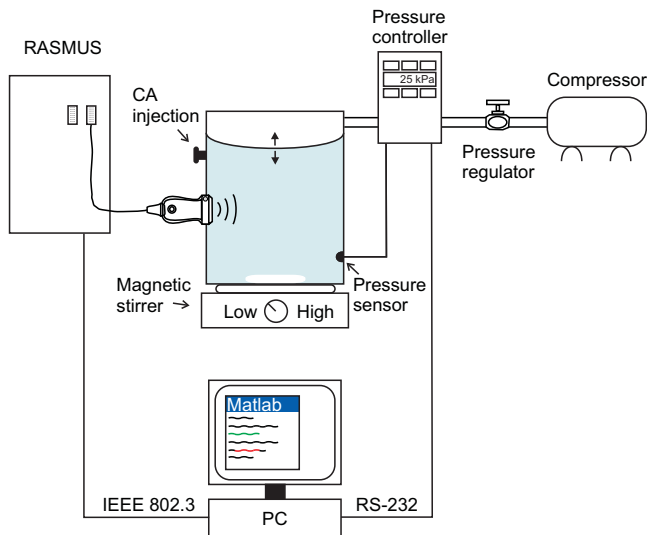 RASMUS
CA
injection
Pressure
controller
25 kPa
Compressor
Pressure
regulator
Magnetic
stirrer
Low High
Pressure
sensor
Matlab
IEEE 802.3
PC
RS-232